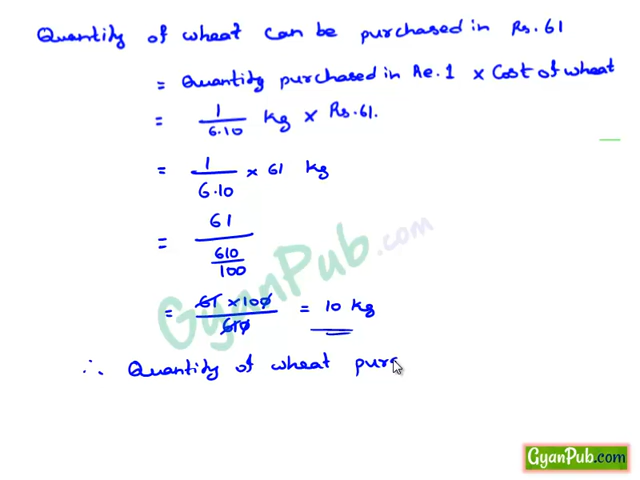 Quantity of wheat can be purchased in Rs. 61
= Quantity purchased in Re. 1 × Cost of wheat
= 1/6.10 kg × Rs. 61.
= 1/6.10 × 61 kg
= 61/(610/100)
= 61 × 100/610 = 10 kg
∴ Quantity of wheat pur
GyanPub.com
GyanPub.com